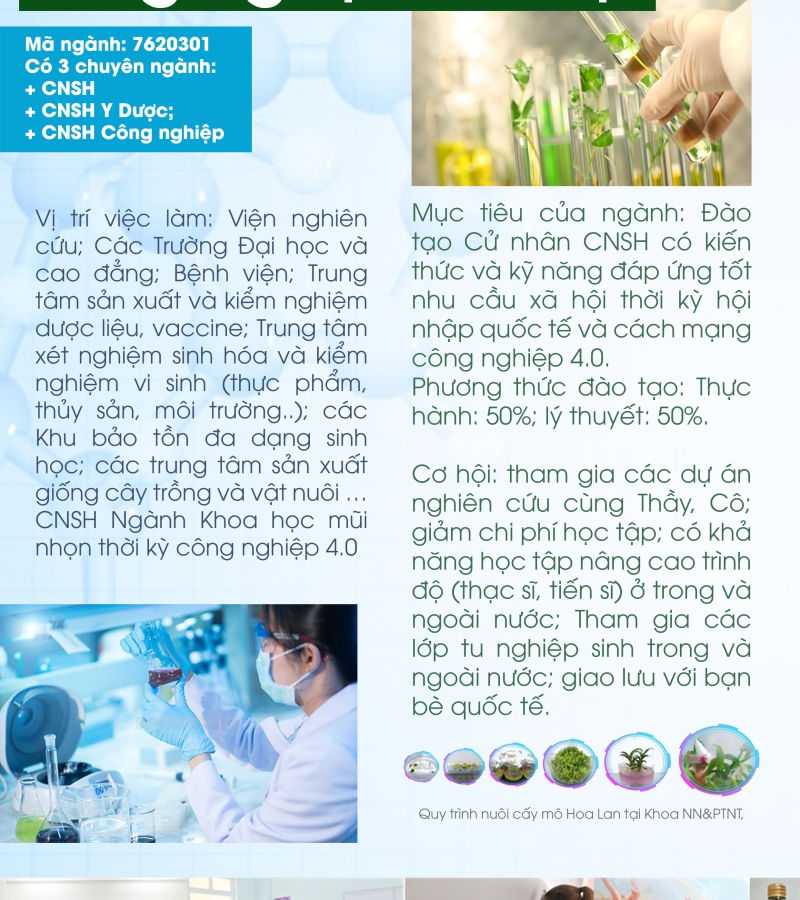 Mã ngành: 7620301
Có 3 chuyên ngành:
+ CNSH
+ CNSH Y Dược;
+ CNSH Công nghiệp
Vị trí việc làm: Viện nghiên
cứu; Các Trường Đại học và
cao đẳng; Bệnh viện; Trung
tâm sản xuất và kiểm nghiệm
dược liệu, vaccine; Trung tâm
xét nghiệm sinh hóa và kiểm
nghiệm vi sinh (thực phẩm,
thủy sản, môi trường..); các
Khu bảo tồn đa dạng sinh
học; các trung tâm sản xuất
giống cây trồng và vật nuôi ...
CNSH Ngành Khoa học mũi
nhọn thời kỳ công nghiệp 4.0
Mục tiêu của ngành: Đào
tạo Cử nhân CNSH có kiến
thức và kỹ năng đáp ứng tốt
nhu cầu xã hội thời kỳ hội
nhập quốc tế và cách mạng
công nghiệp 4.0.
Phương thức đào tạo: Thực
hành: 50%; lý thuyết: 50%.
Cơ hội: tham gia các dự án
nghiên cứu cùng Thầy, Cô;
giảm chi phí học tập; có khả
năng học tập nâng cao trình
độ (thạc sĩ, tiến sĩ) ở trong và
ngoài nước; Tham gia các
lớp tu nghiệp sinh trong và
ngoài nước; giao lưu với bạn
bè quốc tế.
Quy trình nuôi cấy mô Hoa Lan tại Khoa NN&PTNT,